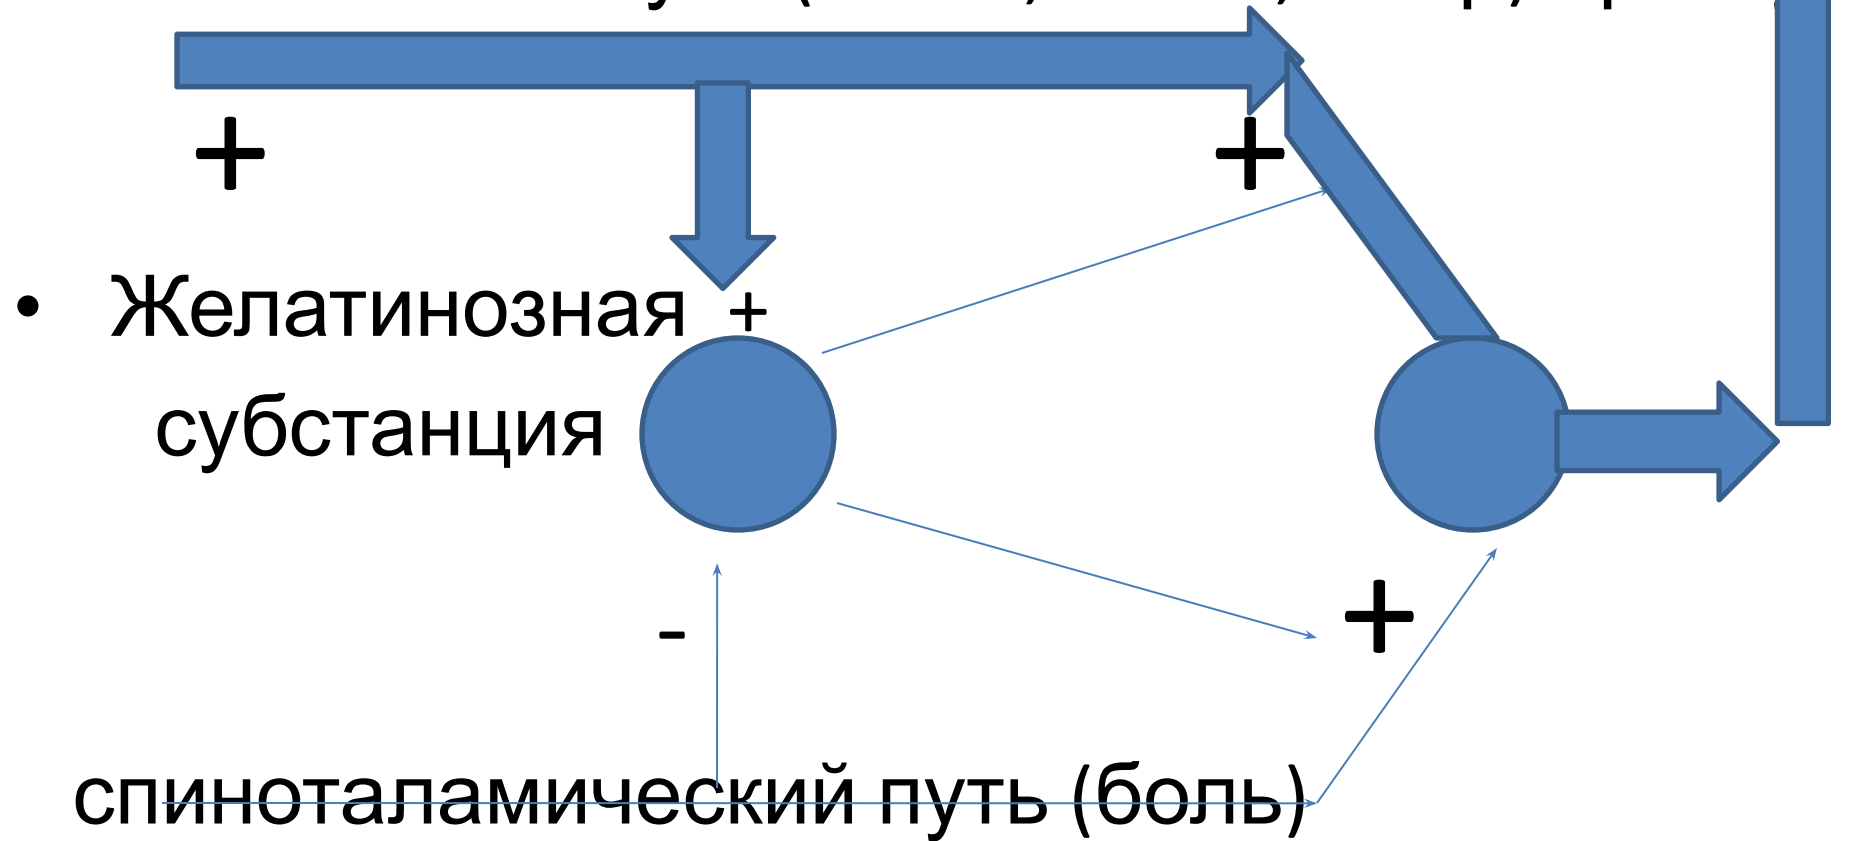 + +
• Желатинозная +
субстанция
- +
спиноталамический путь (боль)